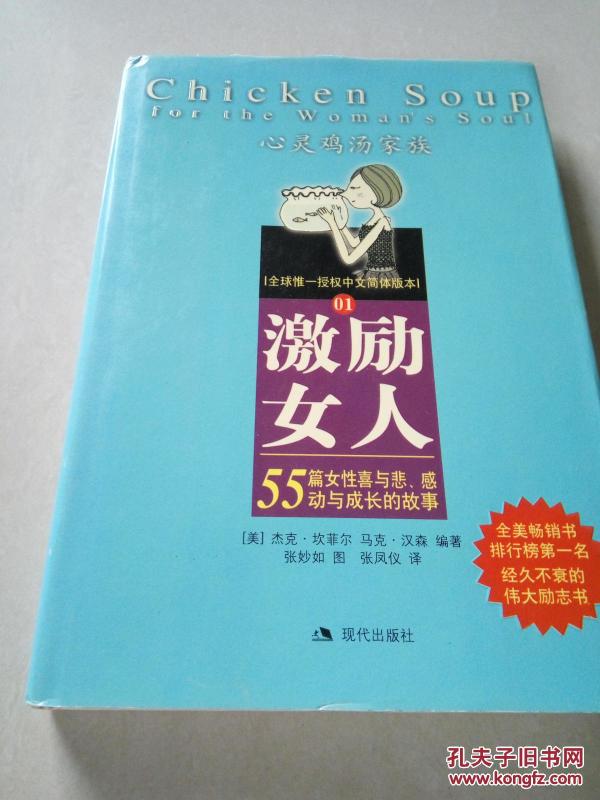 Chicken Soup
for the Woman's Soul
心灵鸡汤家族
全球惟一授权中文简体版本
01
激励
女人
55篇女性喜与悲、感
动与成长的故事
[美] 杰克·坎菲尔 马克·汉森 编著
张妙如 图 张凤仪 译
全美畅销书
排行榜第一名
经久不衰的
伟大励志书
现代出版社
孔夫子旧书网
www.kongfz.com